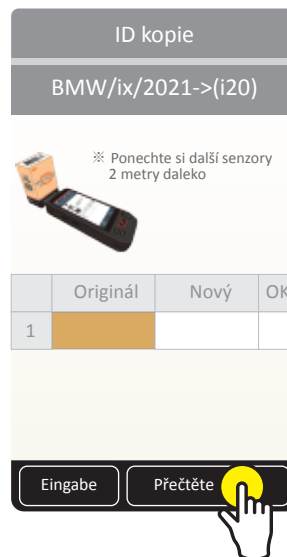 ID kopie
BMW/ix/2021->(i20)
※ Ponechte si další senzory
2 metry daleko
Originál Nový OK
1
Eingabe Přečtěte